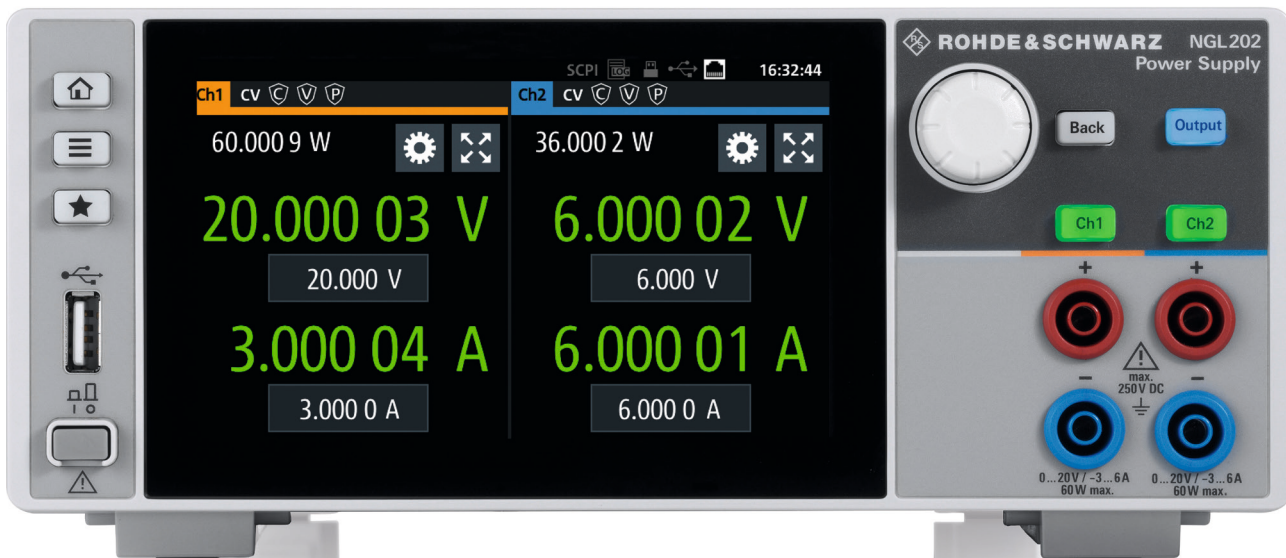 SCPI LOG 16:32:44
Ch1 CV C V P
Ch2 CV C V P
60.000 9 W
36.000 2 W
20.000 03 V
6.000 02 V
20.000 V
6.000 V
3.000 04 A
6.000 01 A
3.000 0 A
6.000 0 A
I O
R&S ROHDE&SCHWARZ NGL202
Power Supply
Back
Output
Ch1
Ch2
+ +
max.
250V DC
- -
0...20V / -3...6A
60W max.
0...20V / -3...6A
60W max.